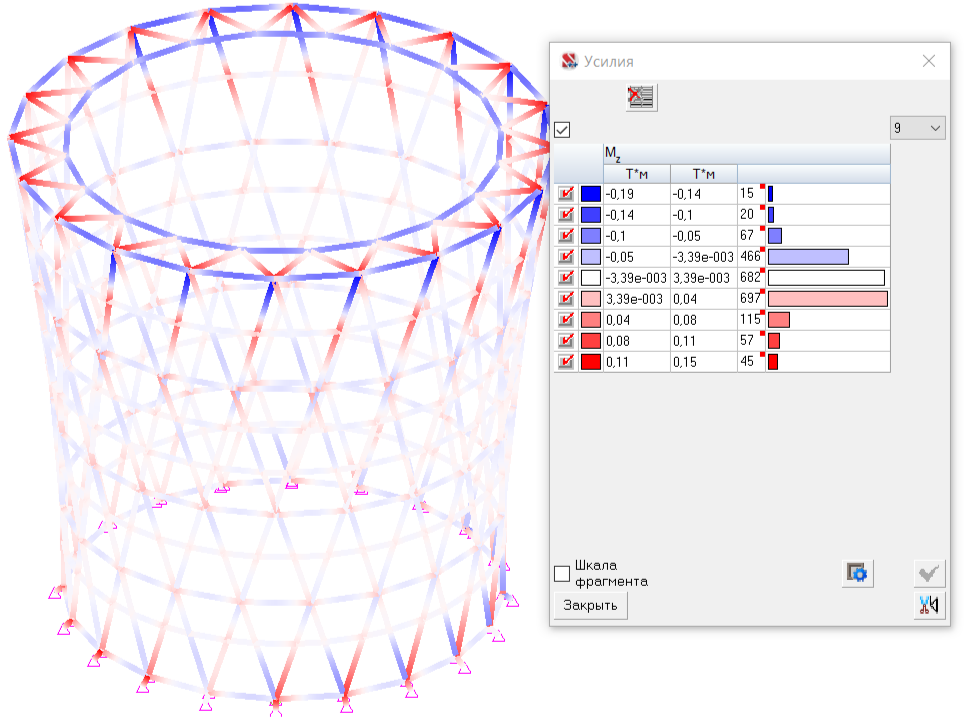 Усилия
9
Mz
Т*м Т*м
-0,19 -0,14 15
-0,14 -0,1 20
-0,1 -0,05 67
-0,05 -3,39e-003 466
-3,39e-003 3,39e-003 682
3,39e-003 0,04 697
0,04 0,08 115
0,08 0,11 57
0,11 0,15 45
Шкала
фрагмента
Закрыть